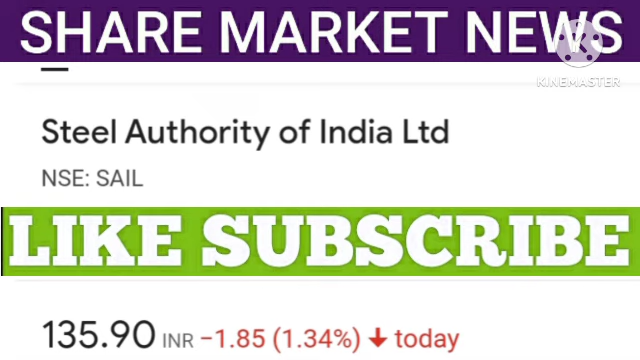 SHARE MARKET NEWS
KINEMASTER
Steel Authority of India Ltd
NSE: SAIL
LIKE SUBSCRIBE
135.90 INR −1.85 (1.34%) ↓ today